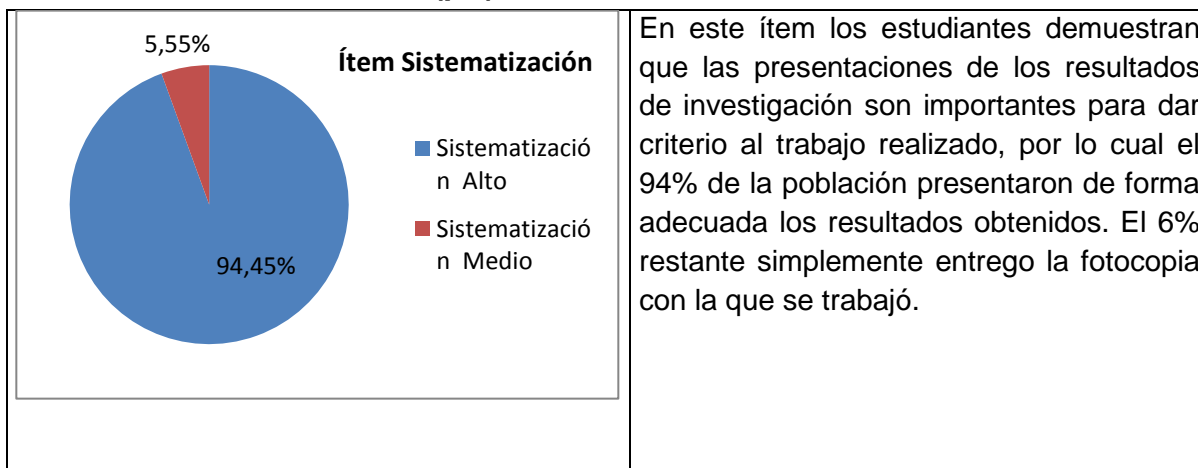 5,55%
Ítem Sistematización
Sistematizació
n Alto
Sistematizació
n Medio
94,45%
En este ítem los estudiantes demuestran
que las presentaciones de los resultados
de investigación son importantes para dar
criterio al trabajo realizado, por lo cual el
94% de la población presentaron de forma
adecuada los resultados obtenidos. El 6%
restante simplemente entrego la fotocopia
con la que se trabajó.